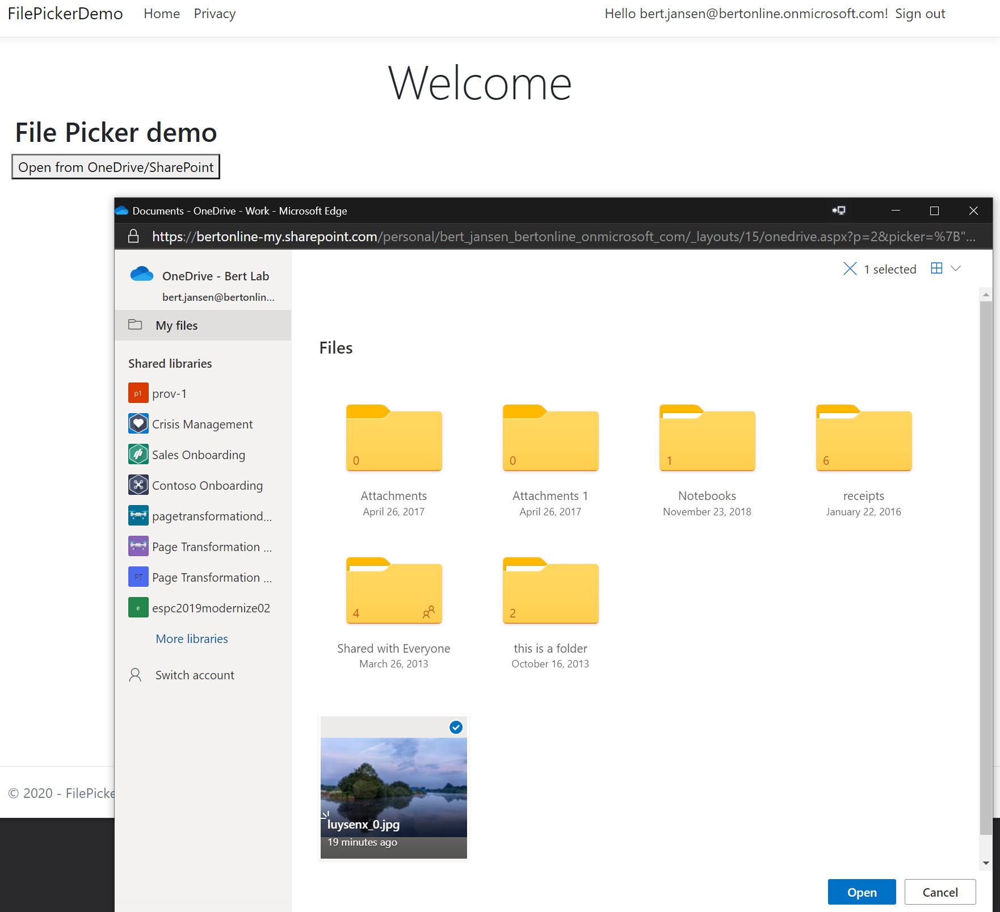 FilePickerDemo Home Privacy Hello bert.jansen@bertonline.onmicrosoft.com! Sign out
Welcome
File Picker demo
Open from OneDrive/SharePoint
Documents - OneDrive - Work - Microsoft Edge
https://bertonline-my.sharepoint.com/personal/bert_jansen_bertonline_onmicrosoft_com/_layouts/15/onedrive.aspx?p=2&picker=%7B"...
OneDrive - Bert Lab
bert.jansen@bertonlin...
My files
Shared libraries
p1 prov-1
Crisis Management
Sales Onboarding
Contoso Onboarding
pagetransformationd...
Page Transformation ...
PT Page Transformation ...
e espc2019modernize02
More libraries
Switch account
1 selected
Files
0 0 1 6
Attachments Attachments 1 Notebooks receipts
April 26, 2017 April 26, 2017 November 23, 2018 January 22, 2016
4 2
Shared with Everyone this is a folder
March 26, 2013 October 16, 2013
luysenx_0.jpg
19 minutes ago
Open Cancel
© 2020 - FilePicke